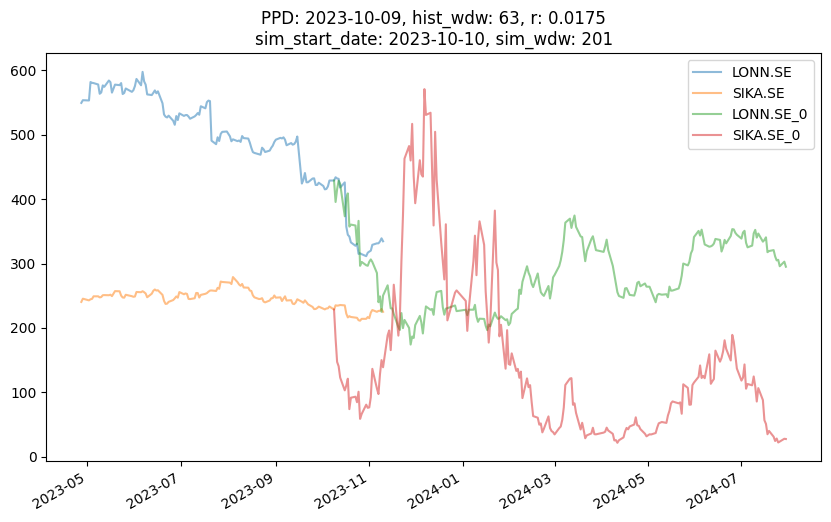 PPD: 2023-10-09, hist_wdw: 63, r: 0.0175
sim_start_date: 2023-10-10, sim_wdw: 201
600
500
400
300
200
100
0
LONN.SE
SIKA.SE
LONN.SE_0
SIKA.SE_0
2023-05
2023-07
2023-09
2023-11
2024-01
2024-03
2024-05
2024-07